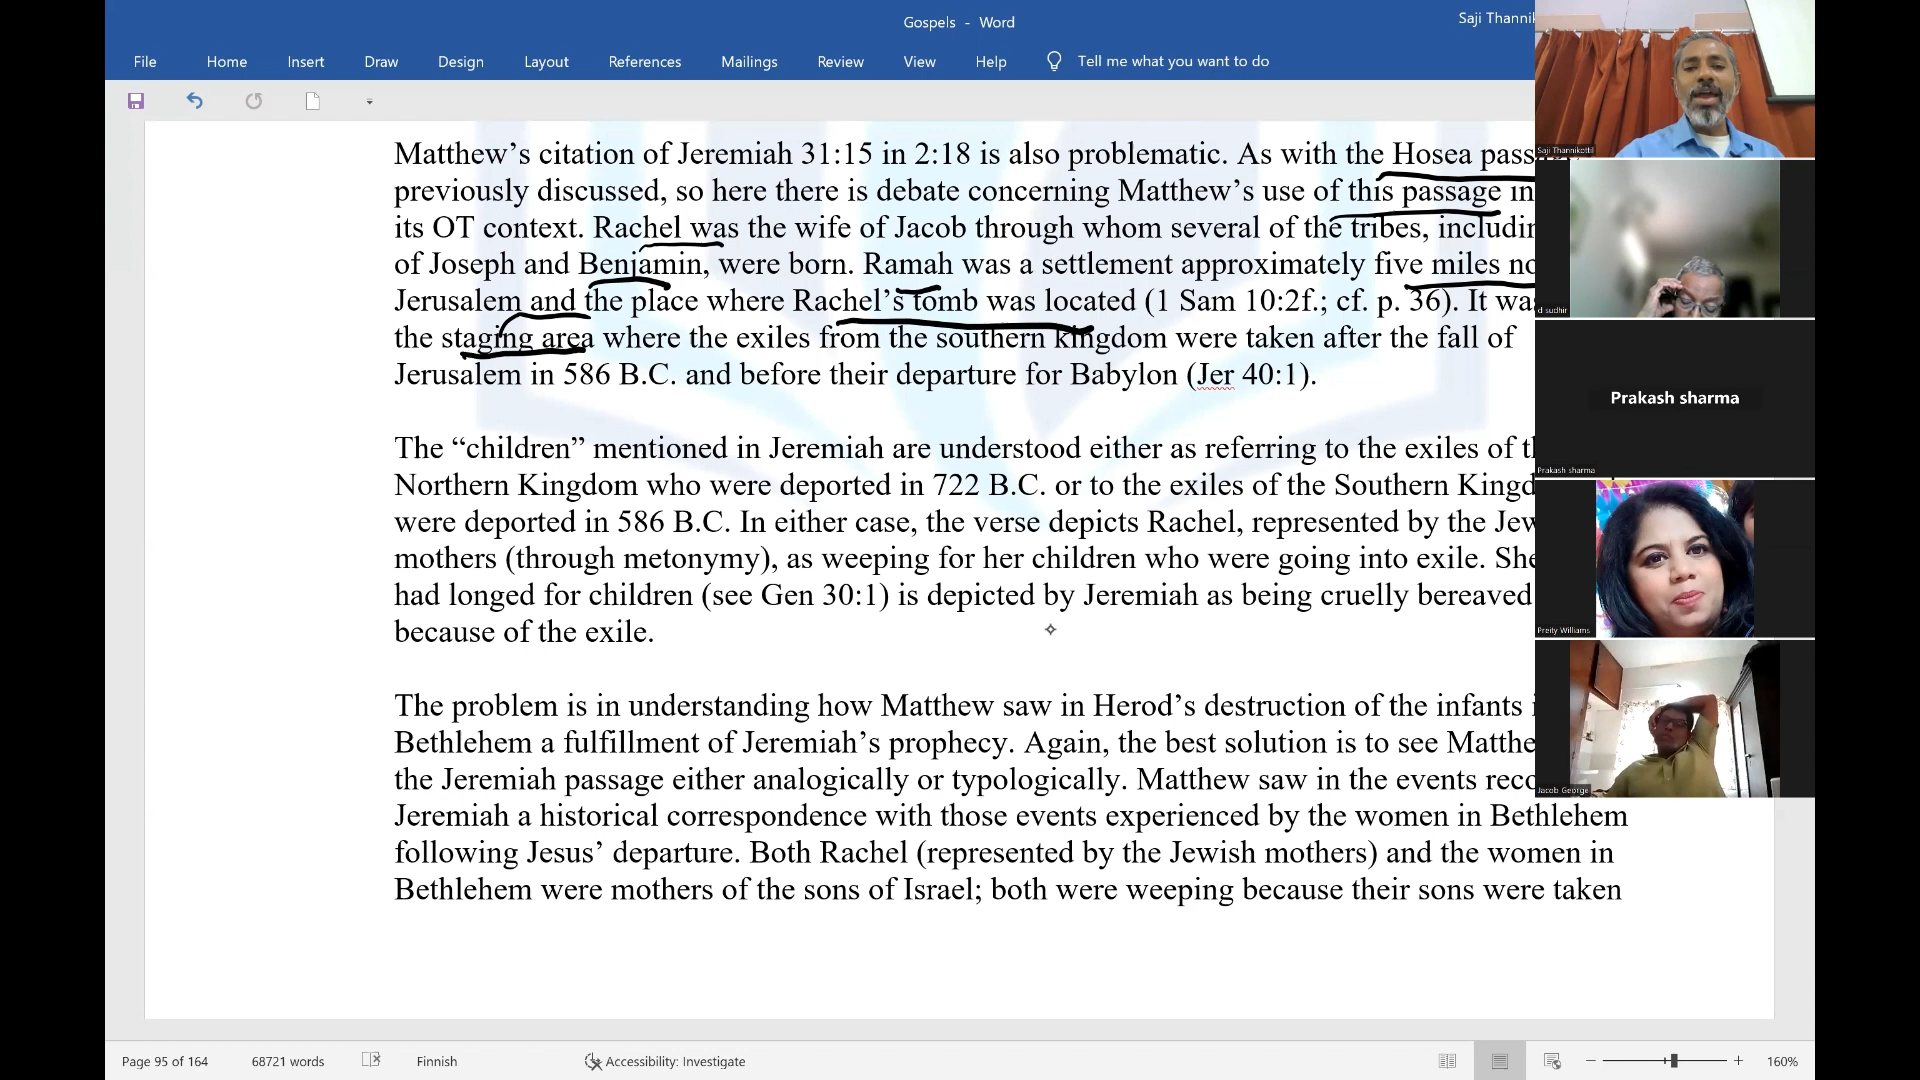 Gospels - Word
Saji Thannik
File Home Insert Draw Design Layout References Mailings Review View Help Tell me what you want to do
Matthew’s citation of Jeremiah 31:15 in 2:18 is also problematic. As with the Hosea passage
previously discussed, so here there is debate concerning Matthew’s use of this passage in
its OT context. Rachel was the wife of Jacob through whom several of the tribes, includin
of Joseph and Benjamin, were born. Ramah was a settlement approximately five miles no
Jerusalem and the place where Rachel’s tomb was located (1 Sam 10:2f.; cf. p. 36). It was
the staging area where the exiles from the southern kingdom were taken after the fall of
Jerusalem in 586 B.C. and before their departure for Babylon (Jer 40:1).
The “children” mentioned in Jeremiah are understood either as referring to the exiles of th
Northern Kingdom who were deported in 722 B.C. or to the exiles of the Southern Kingd
were deported in 586 B.C. In either case, the verse depicts Rachel, represented by the Jew
mothers (through metonymy), as weeping for her children who were going into exile. She
had longed for children (see Gen 30:1) is depicted by Jeremiah as being cruelly bereaved
because of the exile.
The problem is in understanding how Matthew saw in Herod’s destruction of the infants i
Bethlehem a fulfillment of Jeremiah’s prophecy. Again, the best solution is to see Matthe
the Jeremiah passage either analogically or typologically. Matthew saw in the events reco
Jeremiah a historical correspondence with those events experienced by the women in Bethlehem
following Jesus’ departure. Both Rachel (represented by the Jewish mothers) and the women in
Bethlehem were mothers of the sons of Israel; both were weeping because their sons were taken
Saji Thannikottil
d sudhir
Prakash sharma
Prakash sharma
Preity Williams
Jacob George
Page 95 of 164 68721 words Finnish Accessibility: Investigate 160%